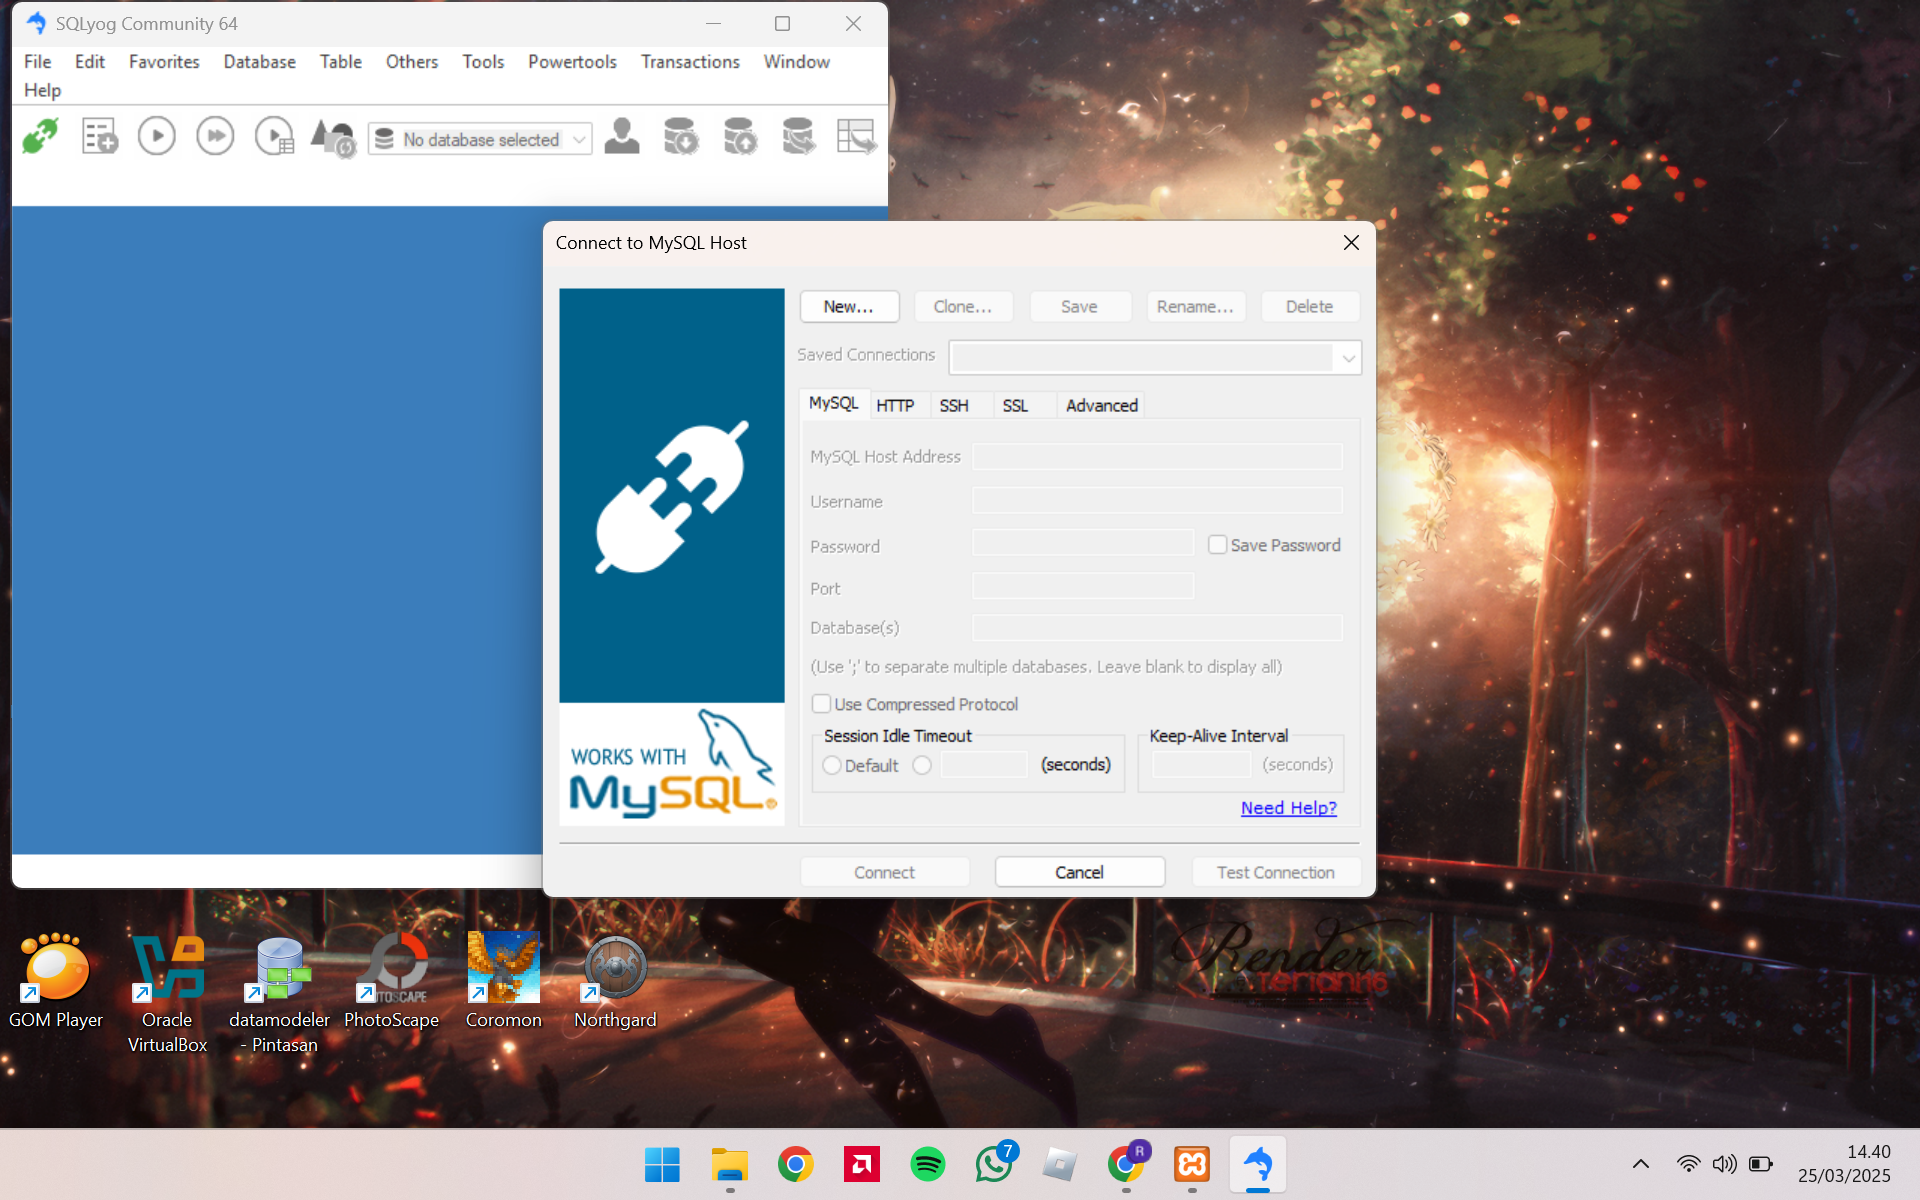 SQLyog Community 64
File Edit Favorites Database Table Others Tools Powertools Transactions Window
Help
No database selected
Connect to MySQL Host
New... Clone... Save Rename... Delete
Saved Connections
MySQL HTTP SSH SSL Advanced
MySQL Host Address
Username
Password Save Password
Port
Database(s)
(Use ';' to separate multiple databases. Leave blank to display all)
Use Compressed Protocol
Session Idle Timeout Keep-Alive Interval
Default (seconds) (seconds)
Need Help?
WORKS WITH
MySQL®
Connect Cancel Test Connection
Render
GOM Player
Oracle
VirtualBox
datamodeler
- Pintasan
PhotoScape
Coromon
Northgard
7
R
14.40
25/03/2025